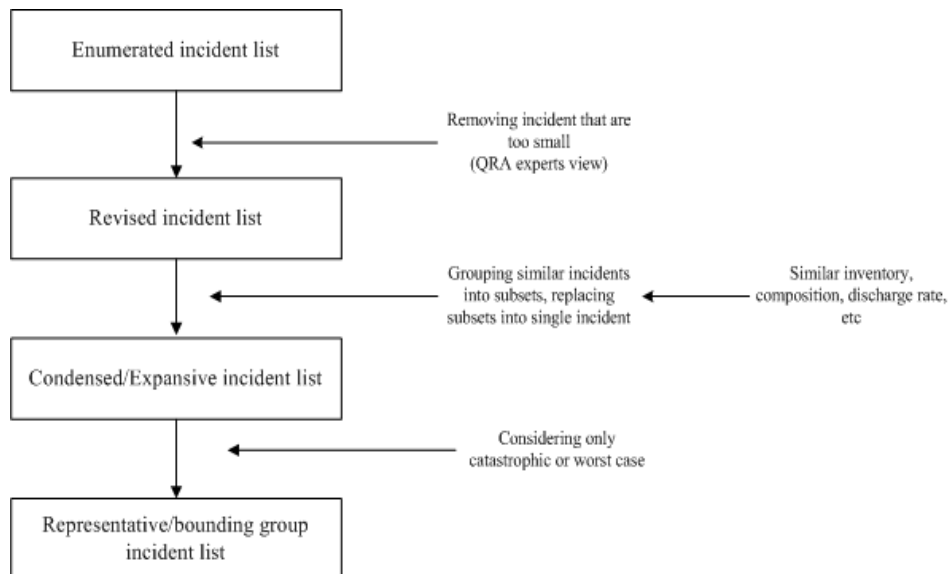 Enumerated incident list
Removing incident that are
too small
(QRA experts view)
Revised incident list
Grouping similar incidents
into subsets, replacing
subsets into single incident
Similar inventory,
composition, discharge rate,
etc
Condensed/Expansive incident list
Considering only
catastrophic or worst case
Representative/bounding group
incident list